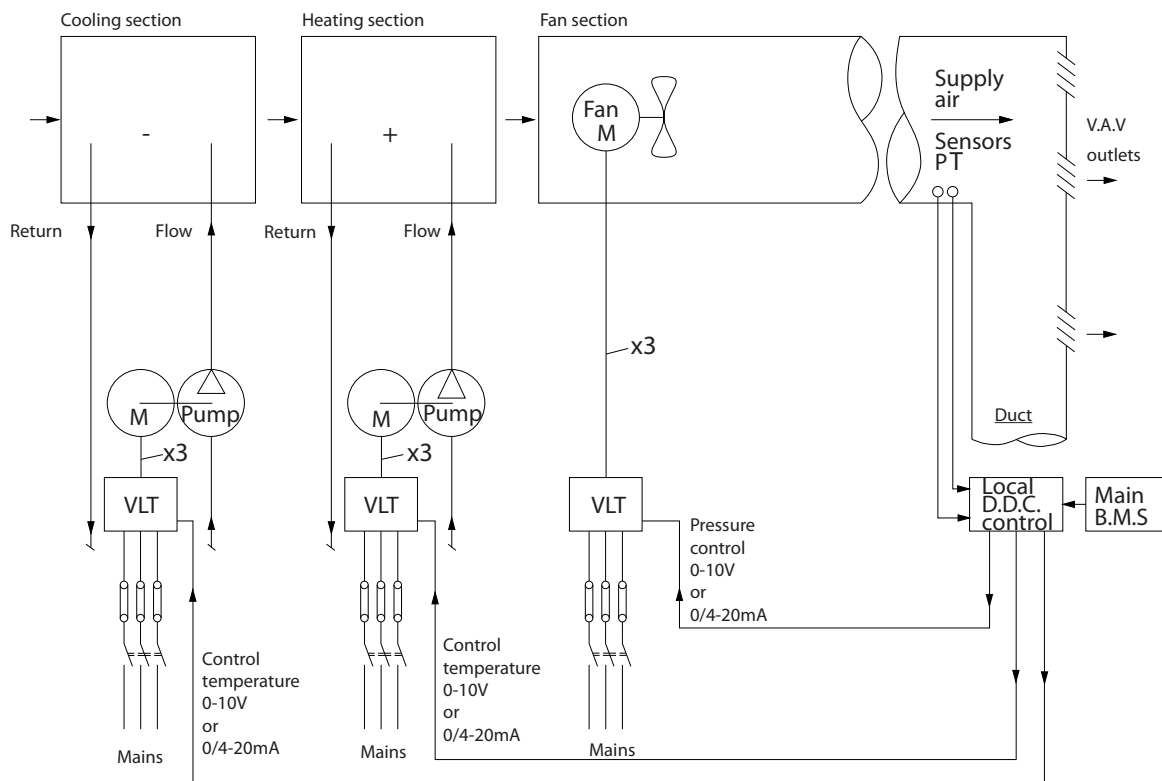 Cooling section
Heating section
Fan section
-
+
Fan
M
Supply
air
Sensors
PT
V.A.V
outlets
Return
Flow
Return
Flow
x3
M
Pump
M
Pump
Duct
x3
x3
VLT
VLT
VLT
Local
D.D.C.
control
Main
B.M.S
Pressure
control
0-10V
or
0/4-20mA
Control
temperature
0-10V
or
0/4-20mA
Control
temperature
0-10V
or
0/4-20mA
Mains
Mains
Mains